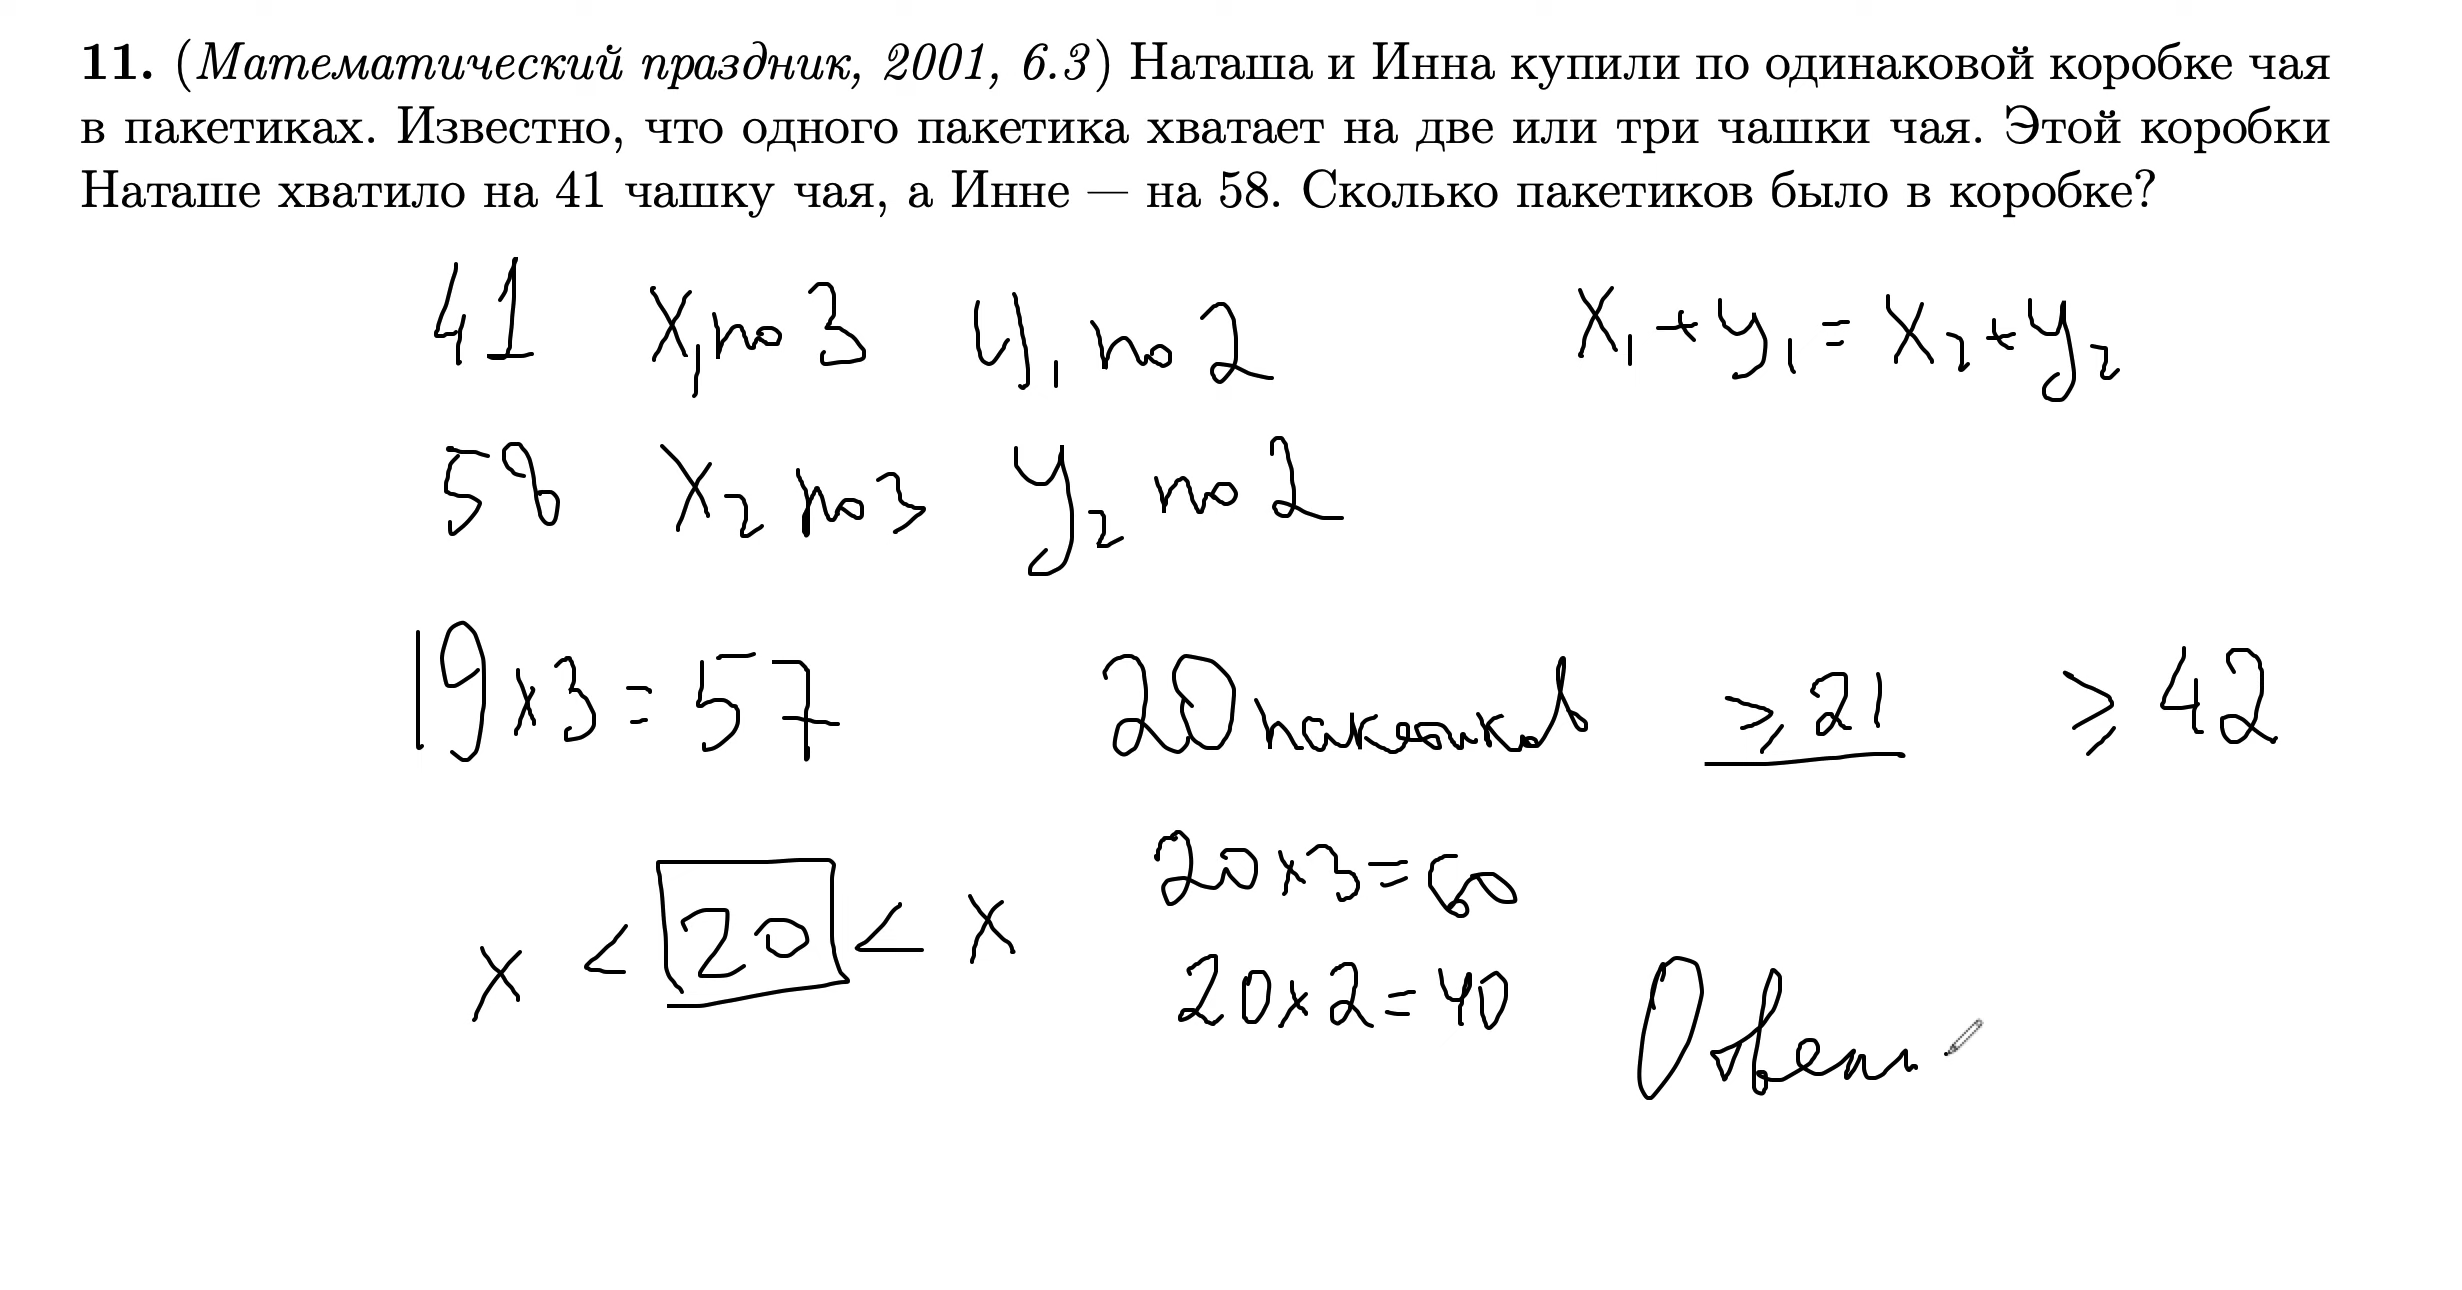 11. (Математический праздник, 2001, 6.3) Наташа и Инна купили по одинаковой коробке чая
в пакетиках. Известно, что одного пакетика хватает на две или три чашки чая. Этой коробки
Наташе хватило на 41 чашку чая, а Инне — на 58. Сколько пакетиков было в коробке?
41 x₁ по 3 y₁ по 2 x₁ + y₁ = x₂ + y₂
58 x₂ по 3 y₂ по 2
19 × 3 = 57 20 пакетиков ⩾ 21 ⩾ 42
20 × 3 = 60
x < 20 < x
20 × 2 = 40
Ответ